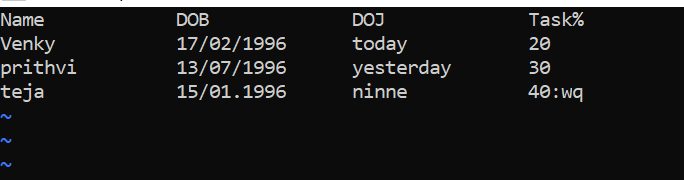 Name DOB DOJ Task%
Venky 17/02/1996 today 20
prithvi 13/07/1996 yesterday 30
teja 15/01.1996 ninne 40:wq
~
~
~